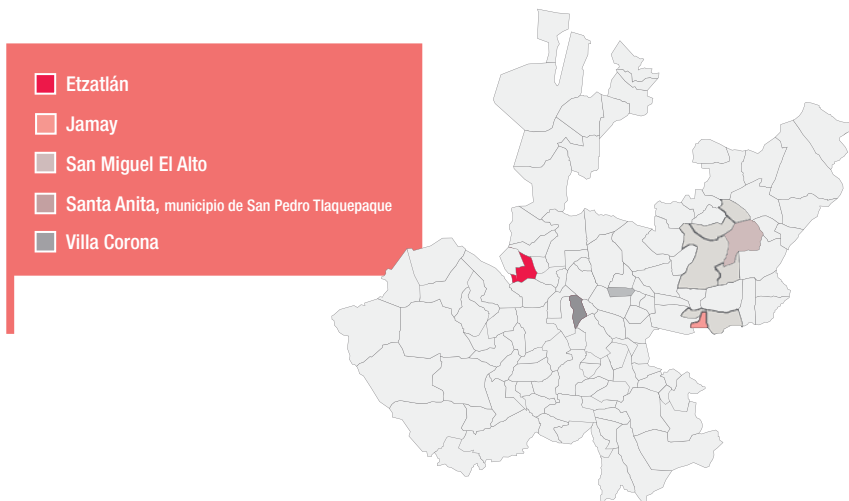 Etzatlán
Jamay
San Miguel El Alto
Santa Anita, municipio de San Pedro Tlaquepaque
Villa Corona